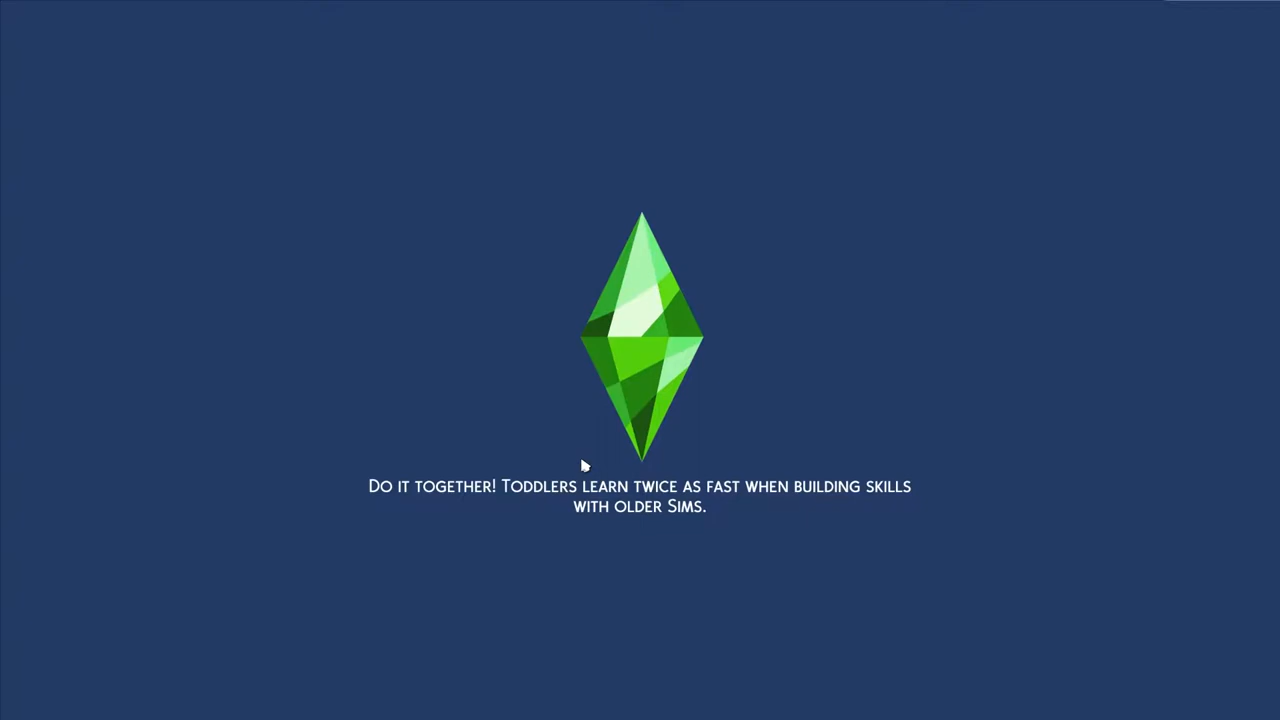 Do it together! Toddlers learn twice as fast when building skills
with older Sims.